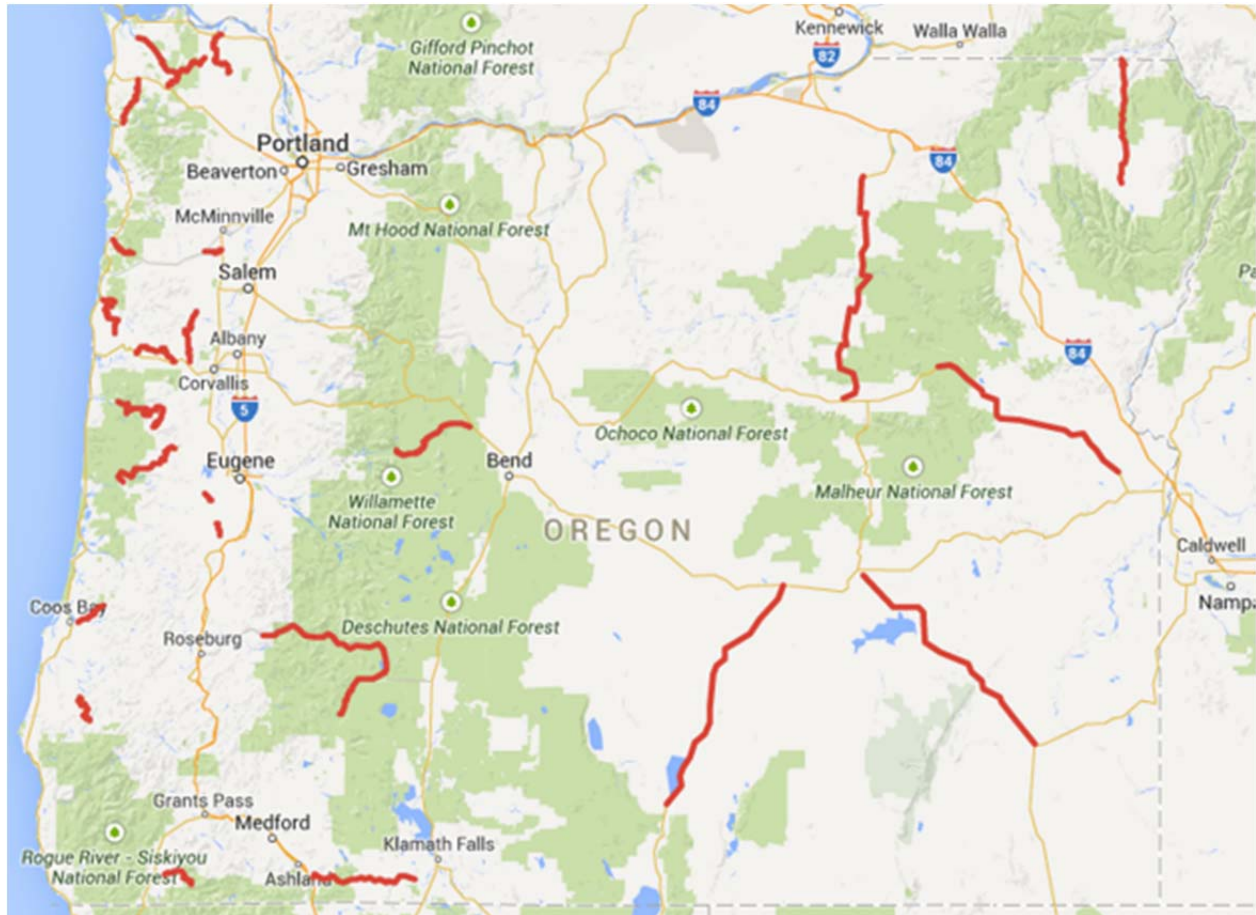 Gifford Pinchot
National Forest
Kennewick
Walla Walla
82
84
Portland
Beaverton
Gresham
84
McMinnville
Mt Hood National Forest
Salem
Pa
Albany
84
Corvallis
5
Ochoco National Forest
Eugene
Bend
Malheur National Forest
Willamette
National Forest
OREGON
Caldwell
Nampa
Coos Bay
Deschutes National Forest
Roseburg
Grants Pass
Medford
Klamath Falls
Rogue River - Siskiyou
National Forest
Ashland